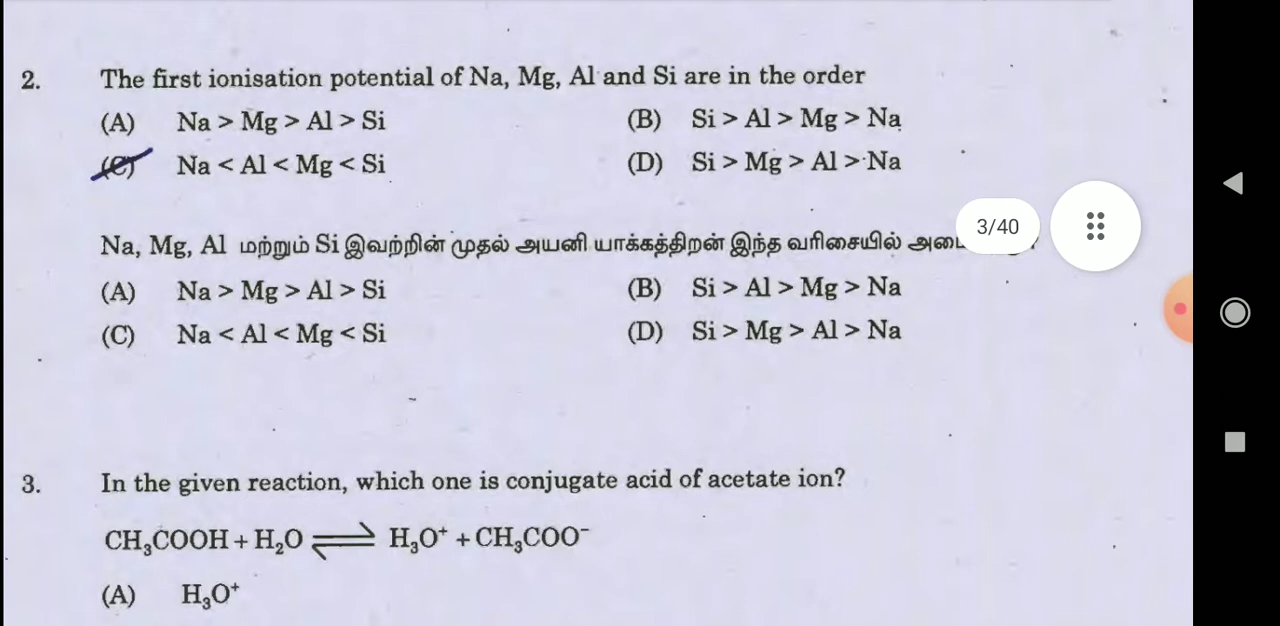 2. The first ionisation potential of Na, Mg, Al and Si are in the order
(A) Na > Mg > Al > Si (B) Si > Al > Mg > Na
(C) Na < Al < Mg < Si (D) Si > Mg > Al > Na
Na, Mg, Al மற்றும் Si இவற்றின் முதல் அயனி யாக்கத்திறன் இந்த வரிசையில்
3/40
(A) Na > Mg > Al > Si (B) Si > Al > Mg > Na
(C) Na < Al < Mg < Si (D) Si > Mg > Al > Na
3. In the given reaction, which one is conjugate acid of acetate ion?
CH₃COOH + H₂O ⇌ H₃O⁺ + CH₃COO⁻
(A) H₃O⁺